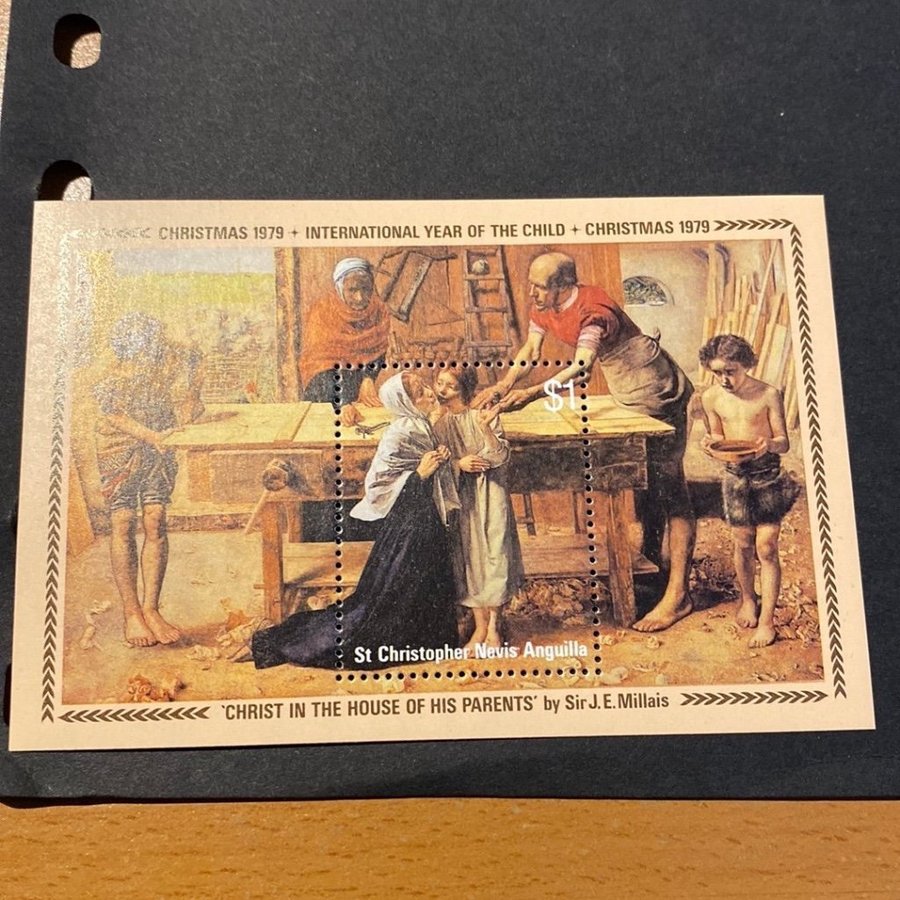 CHRISTMAS 1979 + INTERNATIONAL YEAR OF THE CHILD + CHRISTMAS 1979
$1
St Christopher Nevis Anguilla
'CHRIST IN THE HOUSE OF HIS PARENTS' by Sir J. E. Millais